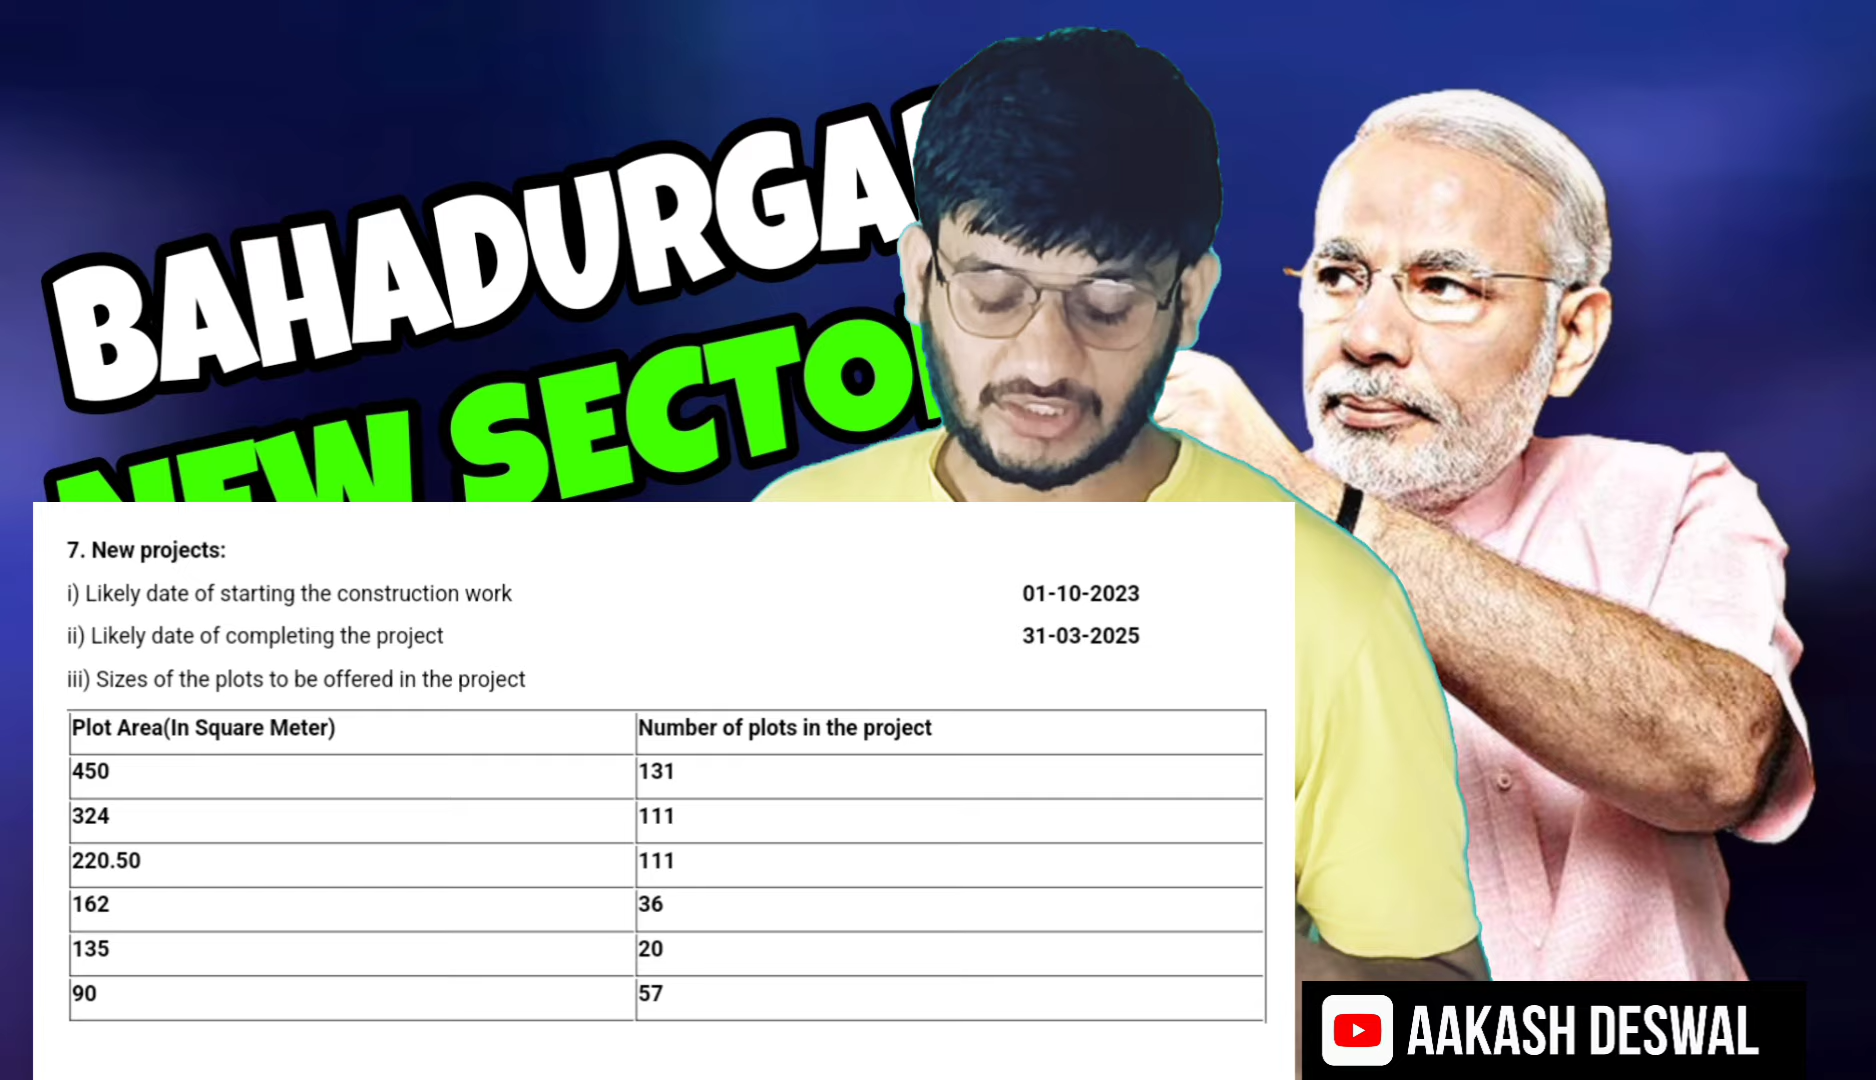 BAHADURGA
NEW SECTO
7. New projects:
i) Likely date of starting the construction work 01-10-2023
ii) Likely date of completing the project 31-03-2025
iii) Sizes of the plots to be offered in the project
Plot Area(In Square Meter) Number of plots in the project
450 131
324 111
220.50 111
162 36
135 20
90 57
AAKASH DESWAL